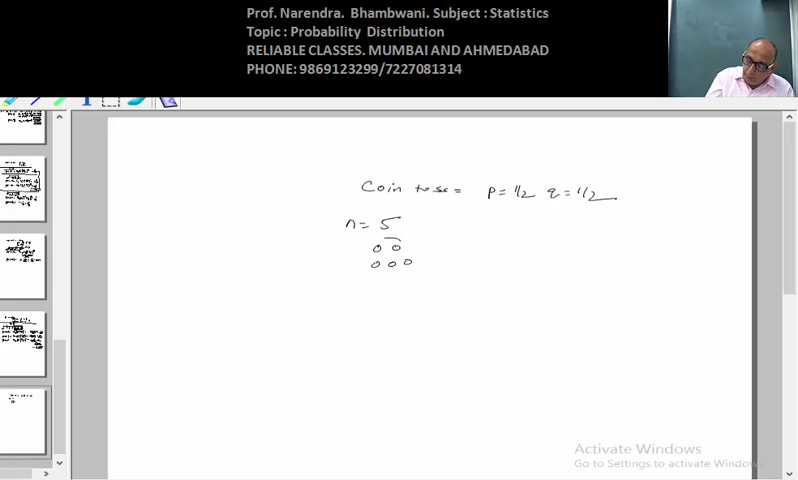 Prof. Narendra. Bhambwani. Subject : Statistics
Topic : Probability Distribution
RELIABLE CLASSES. MUMBAI AND AHMEDABAD
PHONE: 9869123299/7227081314
Coin toss = p = 1/2 q = 1/2
n = 5
o o
o o o
Activate Windows
Go to Settings to activate Windows.